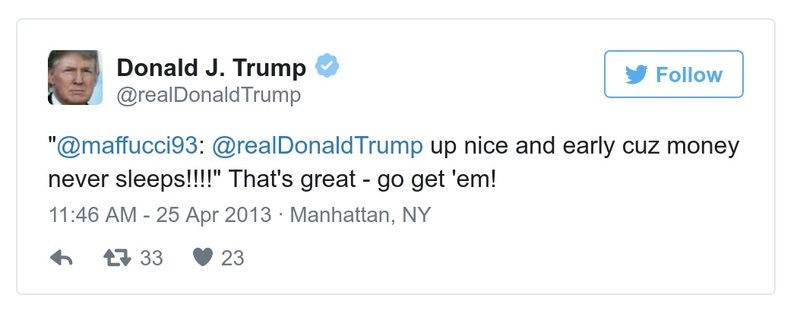 Donald J. Trump
@realDonaldTrump
Follow
"@maffucci93: @realDonaldTrump up nice and early cuz money
never sleeps!!!!" That's great - go get 'em!
11:46 AM - 25 Apr 2013 · Manhattan, NY
33 23